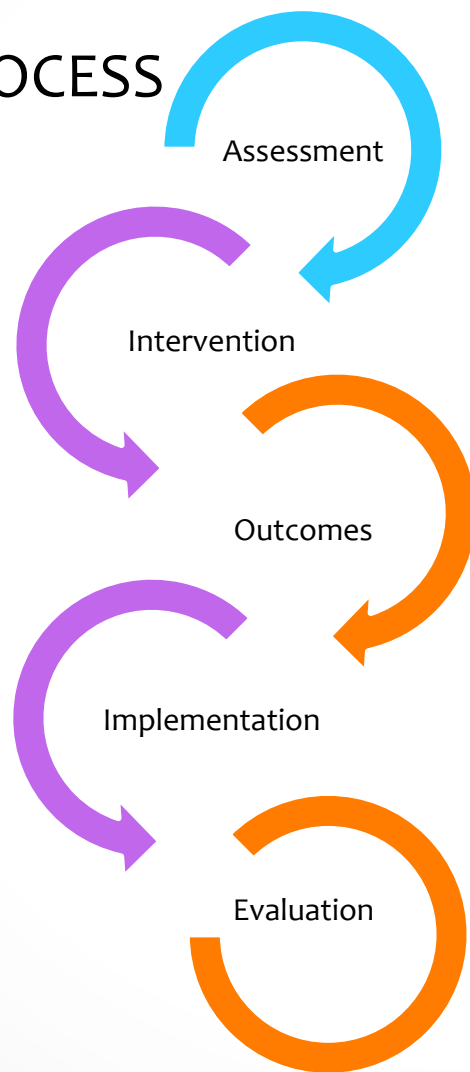 OCESS
Assessment
Intervention
Outcomes
Implementation
Evaluation